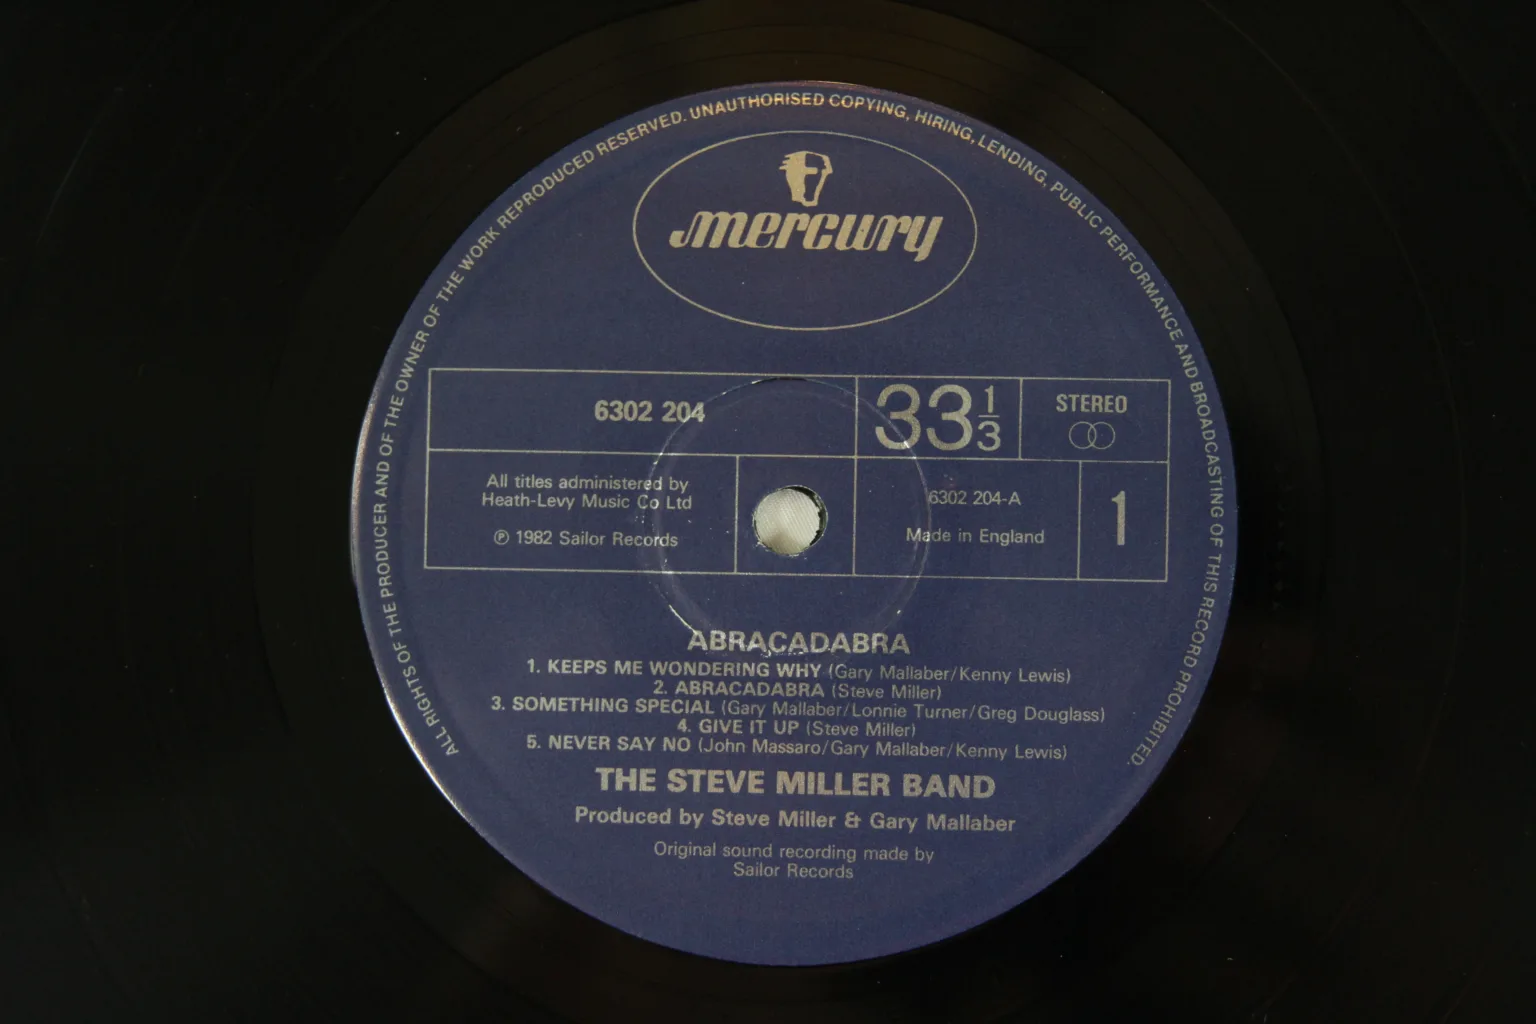 ALL RIGHTS OF THE PRODUCER AND OF THE OWNER OF THE WORK REPRODUCED RESERVED. UNAUTHORISED COPYING, HIRING, LENDING, PUBLIC PERFORMANCE AND BROADCASTING OF THIS RECORD PROHIBITED.
mercury
6302 204
33 1/3
STEREO
All titles administered by
Heath-Levy Music Co Ltd
℗ 1982 Sailor Records
6302 204-A
Made in England
1
ABRACADABRA
1. KEEPS ME WONDERING WHY (Gary Mallaber/Kenny Lewis)
2. ABRACADABRA (Steve Miller)
3. SOMETHING SPECIAL (Gary Mallaber/Lonnie Turner/Greg Douglass)
4. GIVE IT UP (Steve Miller)
5. NEVER SAY NO (John Massaro/Gary Mallaber/Kenny Lewis)
THE STEVE MILLER BAND
Produced by Steve Miller & Gary Mallaber
Original sound recording made by
Sailor Records